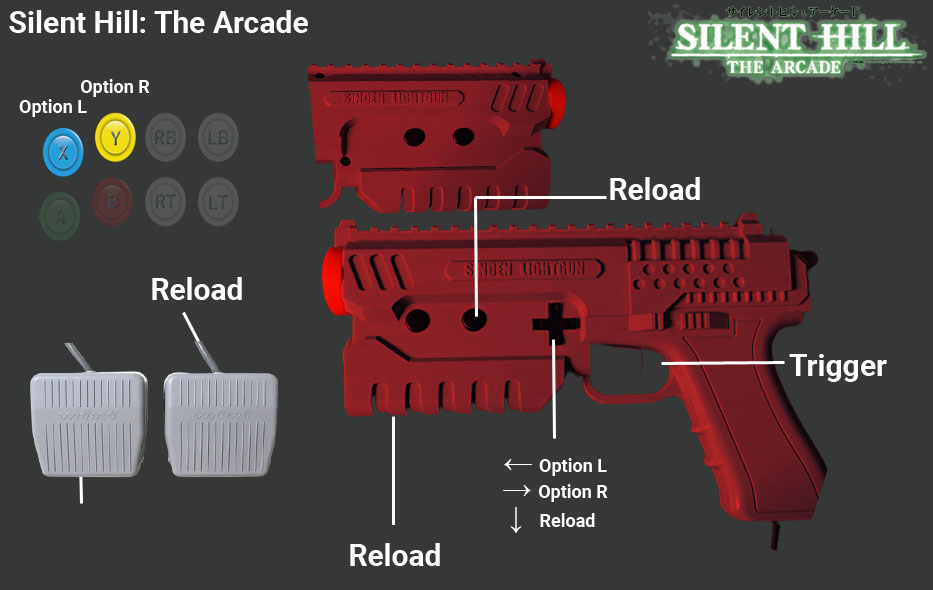 Silent Hill: The Arcade
サイレントヒル・アーケード
SILENT HILL
THE ARCADE
Option R
Option L
X
Y
RB
LB
A
B
RT
LT
SINDEN LIGHTGUN
Reload
SINDEN LIGHTGUN
Reload
Trigger
← Option L
→ Option R
↓ Reload
Reload